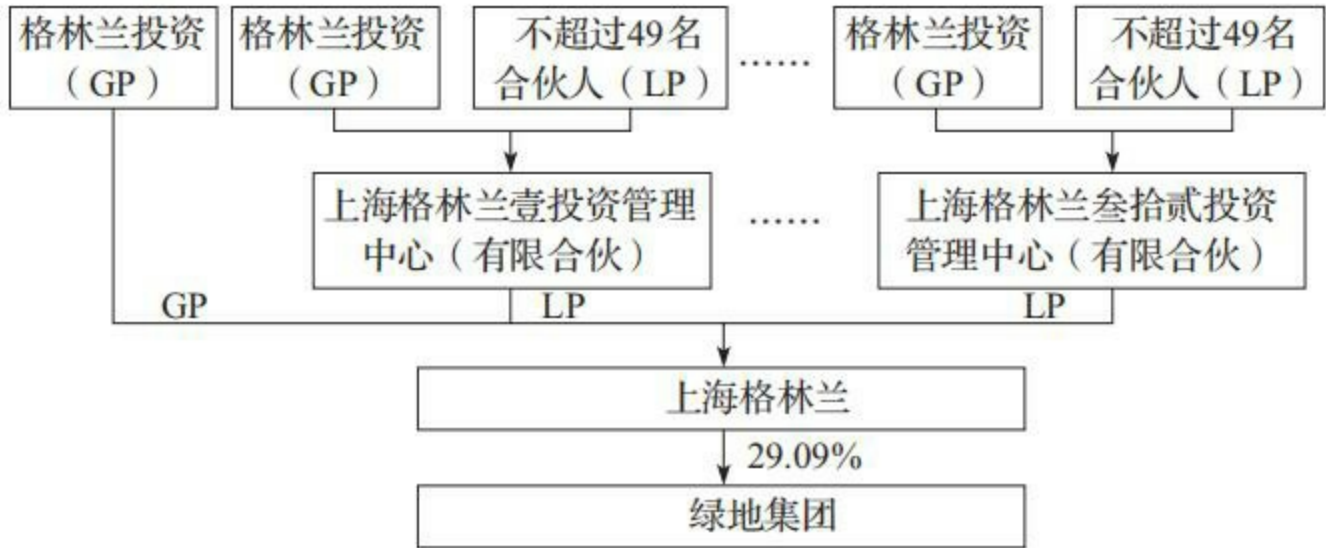 格林兰投资
（GP）
格林兰投资
（GP）
不超过49名
合伙人（LP）
……
格林兰投资
（GP）
不超过49名
合伙人（LP）
上海格林兰壹投资管理
中心（有限合伙）
……
上海格林兰叁拾贰投资
管理中心（有限合伙）
GP
LP
LP
上海格林兰
29.09%
绿地集团